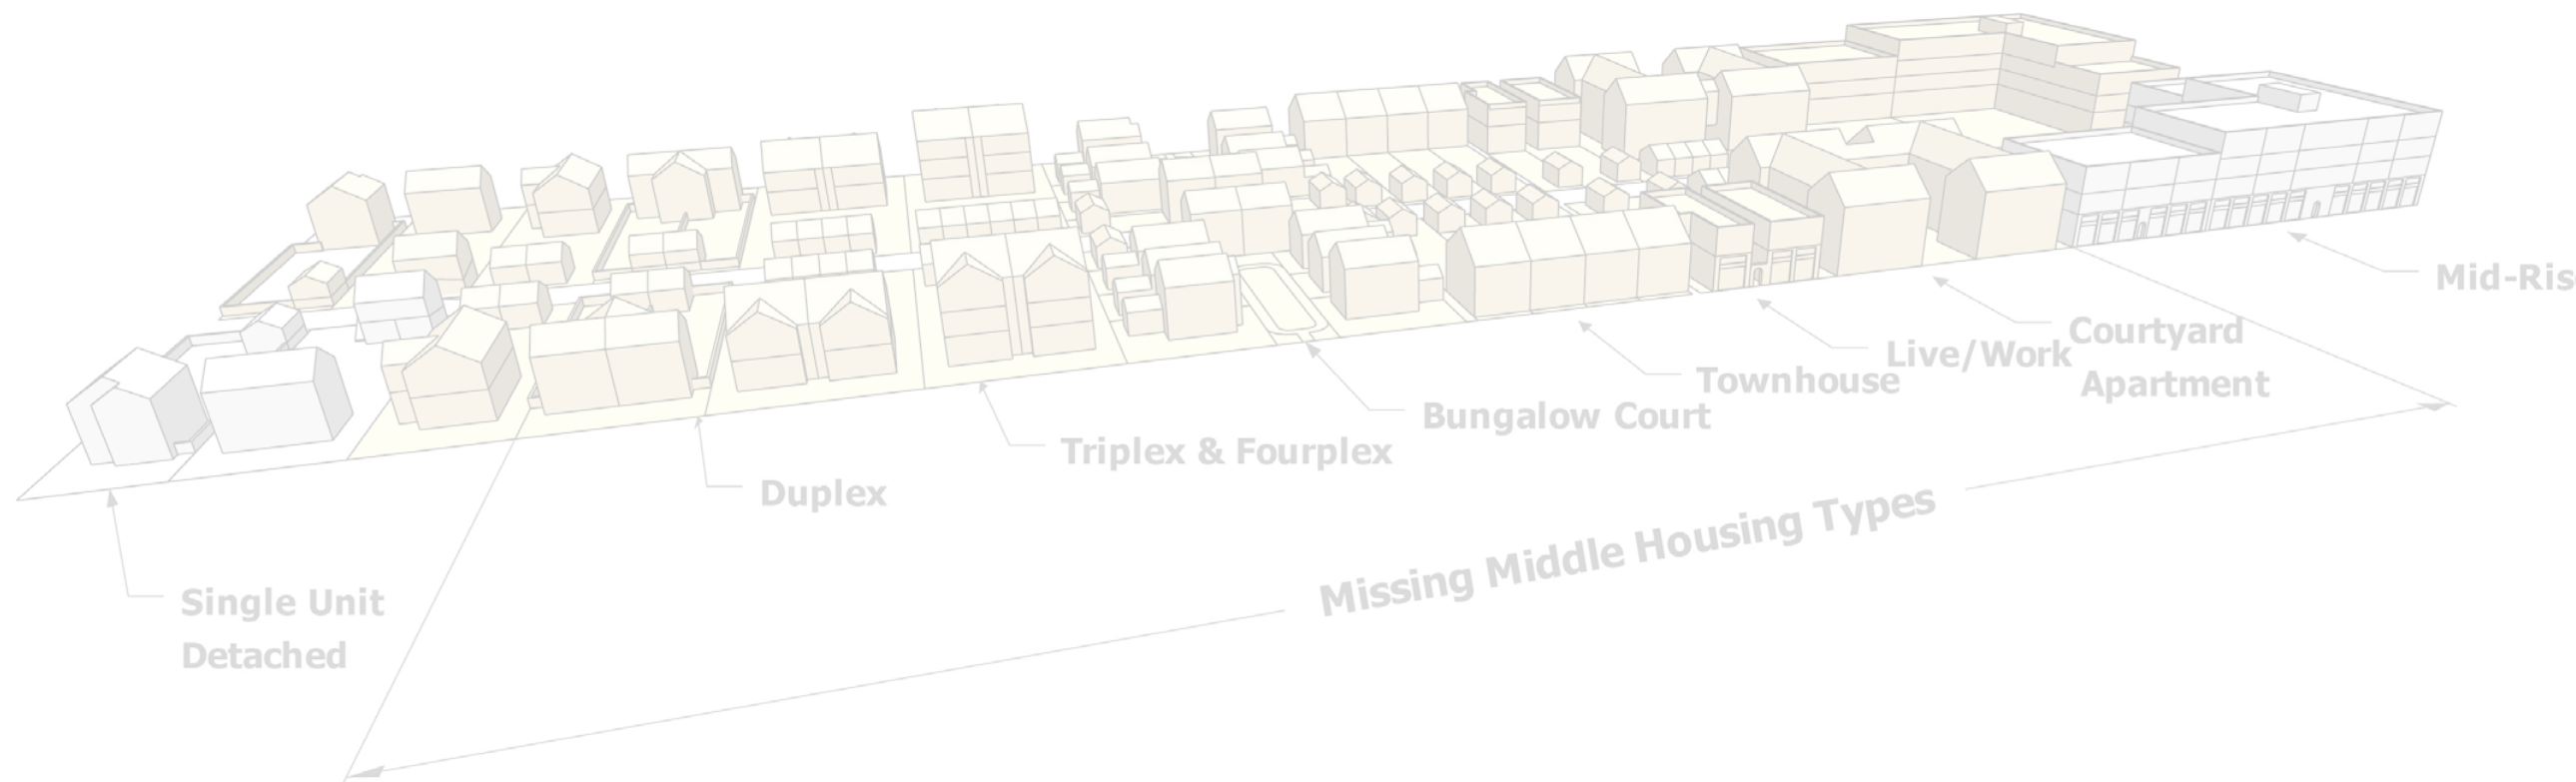 Single Unit
Detached
Duplex
Triplex & Fourplex
Bungalow Court
Townhouse
Live/Work
Courtyard
Apartment
Mid-Ris
Missing Middle Housing Types